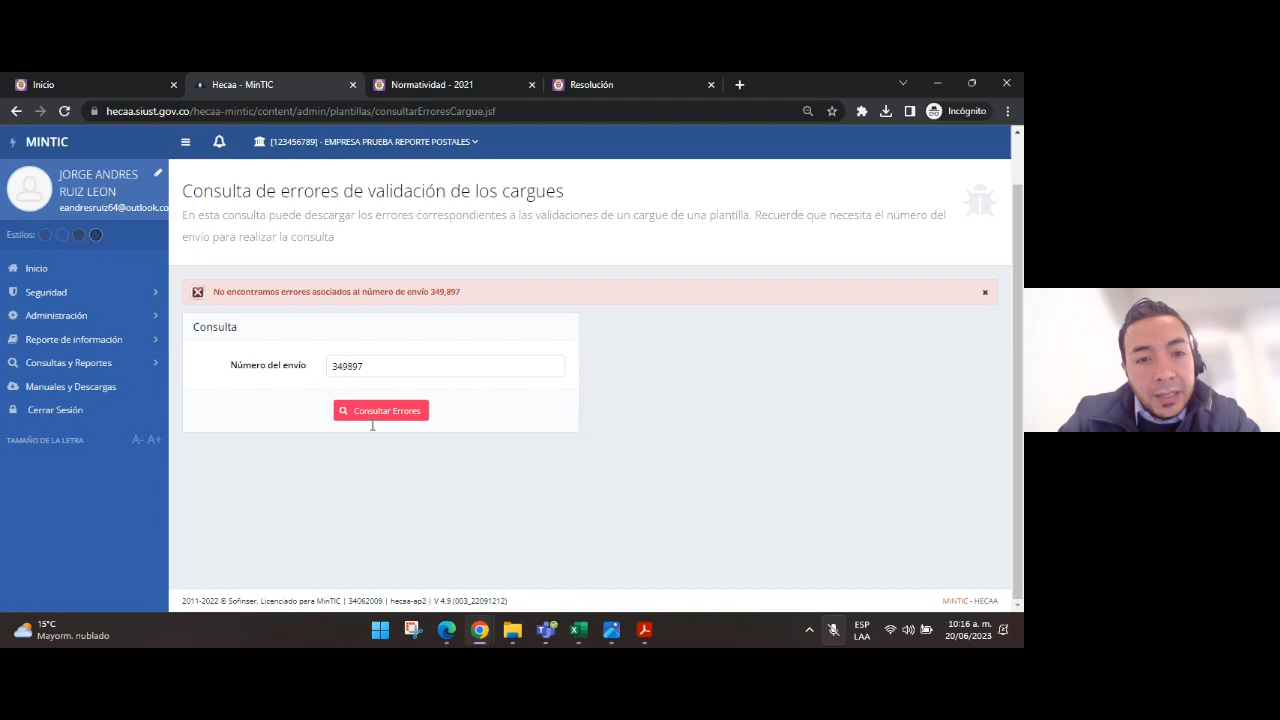 Inicio
Hecaa - MinTIC
Normatividad - 2021
Resolución
hecaa.siust.gov.co/hecaa-mintic/content/admin/plantillas/consultarErroresCargue.jsf
Incógnito
MINTIC
[123456789] - EMPRESA PRUEBA REPORTE POSTALES
JORGE ANDRES
RUIZ LEON
eandresruiz64@outlook.co
Estilos:
Inicio
Seguridad
Administración
Reporte de información
Consultas y Reportes
Manuales y Descargas
Cerrar Sesión
TAMAÑO DE LA LETRA
A- A+
Consulta de errores de validación de los cargues
En esta consulta puede descargar los errores correspondientes a las validaciones de un cargue de una plantilla. Recuerde que necesita el número del
envío para realizar la consulta
No encontramos errores asociados al número de envío 349,897
Consulta
Número del envío
349897
Consultar Errores
2011-2022 © Sofinser, Licenciado para MinTIC | 34062009 | hecaa-ap2 | V 4.9 (003_22091212)
MINTIC - HECAA
15°C
Mayorm. nublado
ESP
LAA
10:16 a. m.
20/06/2023